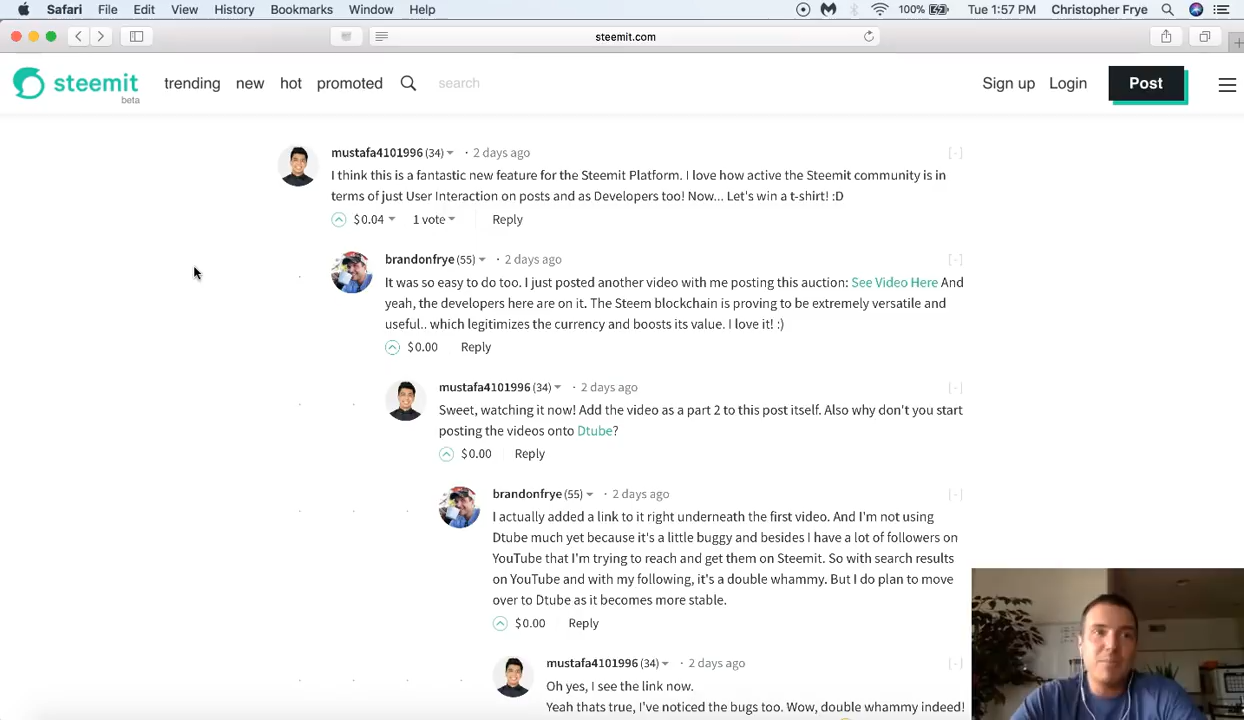 Safari File Edit View History Bookmarks Window Help 100% Tue 1:57 PM Christopher Frye
steemit.com
steemit beta trending new hot promoted search Sign up Login Post
mustafa4101996 (34) · 2 days ago [-]
I think this is a fantastic new feature for the Steemit Platform. I love how active the Steemit community is in
terms of just User Interaction on posts and as Developers too! Now... Let's win a t-shirt! :D
$0.04 1 vote Reply
brandonfrye (55) · 2 days ago [-]
It was so easy to do too. I just posted another video with me posting this auction: See Video Here And
yeah, the developers here are on it. The Steem blockchain is proving to be extremely versatile and
useful.. which legitimizes the currency and boosts its value. I love it! :)
$0.00 Reply
mustafa4101996 (34) · 2 days ago [-]
Sweet, watching it now! Add the video as a part 2 to this post itself. Also why don't you start
posting the videos onto Dtube?
$0.00 Reply
brandonfrye (55) · 2 days ago [-]
I actually added a link to it right underneath the first video. And I'm not using
Dtube much yet because it's a little buggy and besides I have a lot of followers on
YouTube that I'm trying to reach and get them on Steemit. So with search results
on YouTube and with my following, it's a double whammy. But I do plan to move
over to Dtube as it becomes more stable.
$0.00 Reply
mustafa4101996 (34) · 2 days ago [-]
Oh yes, I see the link now.
Yeah thats true, I've noticed the bugs too. Wow, double whammy indeed!